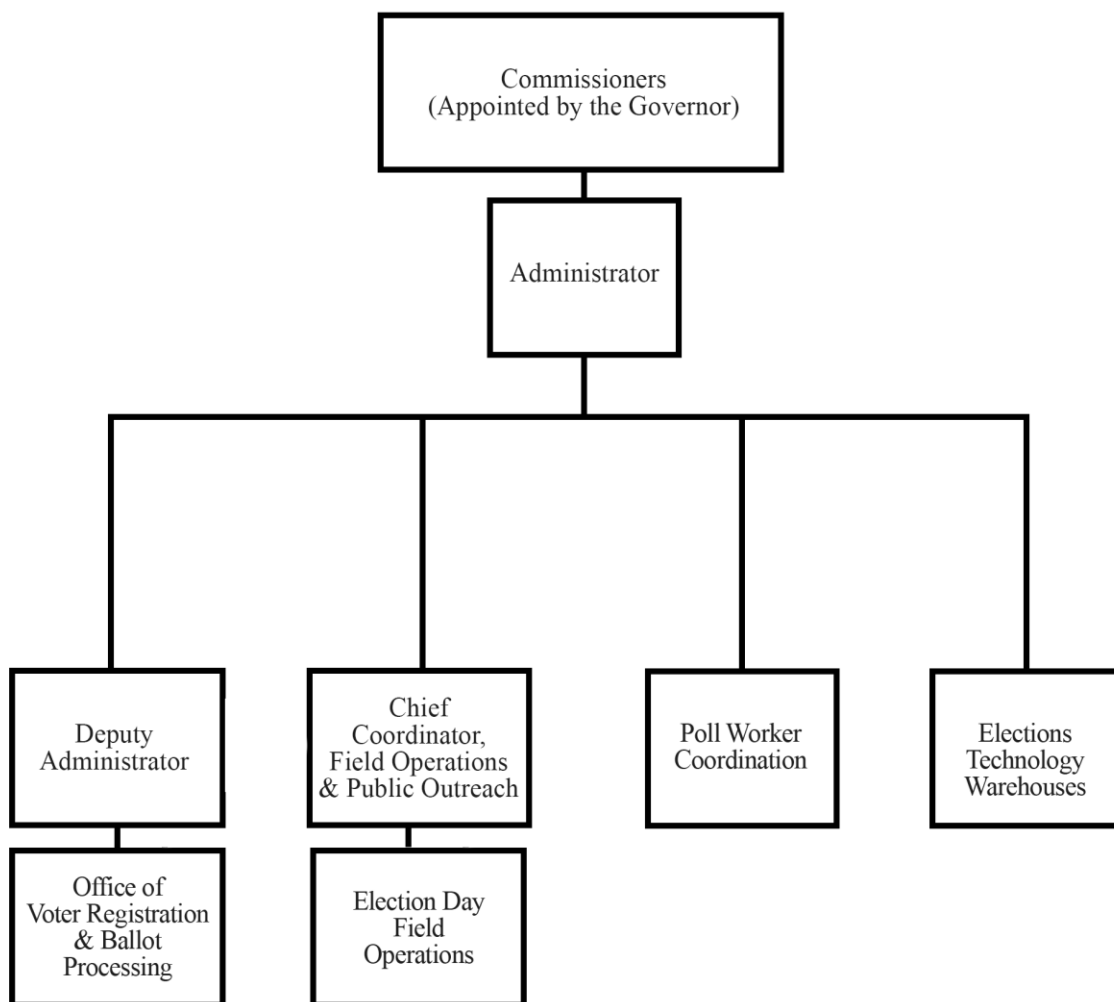 Commissioners
(Appointed by the Governor)
Administrator
Deputy
Administrator
Chief
Coordinator,
Field Operations
& Public Outreach
Poll Worker
Coordination
Elections
Technology
Warehouses
Office of
Voter Registration
& Ballot
Processing
Election Day
Field
Operations